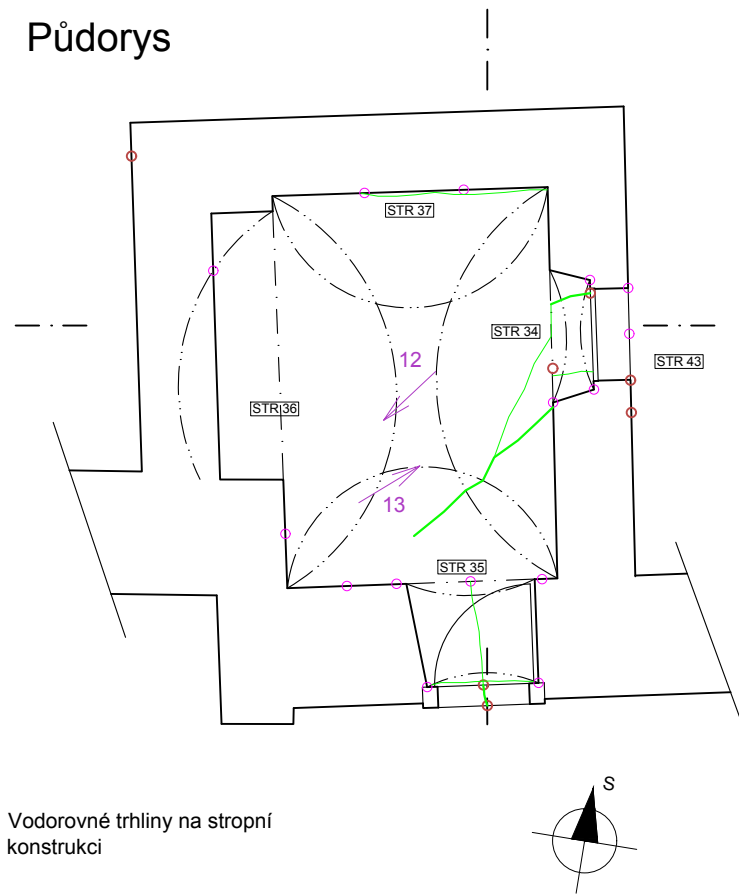 Půdorys
STR 37
STR 34
STR 43
12
STR 36
13
STR 35
S
Vodorovné trhliny na stropní
konstrukci